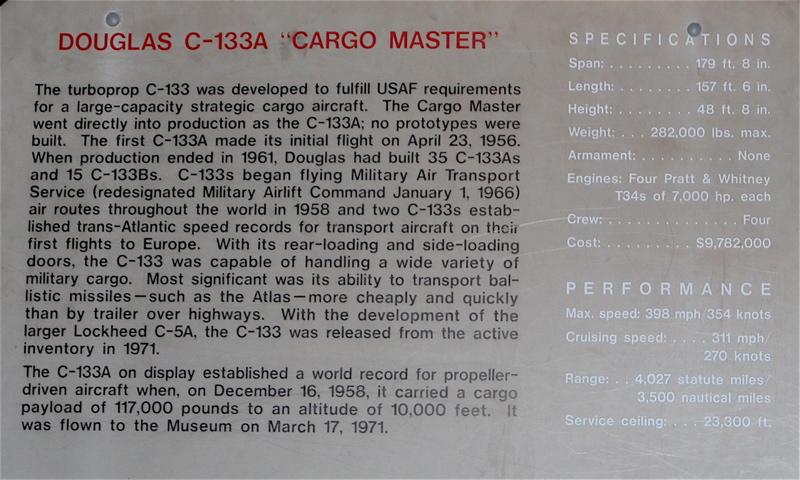 DOUGLAS C-133A "CARGO MASTER"
The turboprop C-133 was developed to fulfill USAF requirements
for a large-capacity strategic cargo aircraft. The Cargo Master
went directly into production as the C-133A; no prototypes were
built. The first C-133A made its initial flight on April 23, 1956.
When production ended in 1961, Douglas had built 35 C-133As
and 15 C-133Bs. C-133s began flying Military Air Transport
Service (redesignated Military Airlift Command January 1, 1966)
air routes throughout the world in 1958 and two C-133s estab-
lished trans-Atlantic speed records for transport aircraft on their
first flights to Europe. With its rear-loading and side-loading
doors, the C-133 was capable of handling a wide variety of
military cargo. Most significant was its ability to transport bal-
listic missiles—such as the Atlas—more cheaply and quickly
than by trailer over highways. With the development of the
larger Lockheed C-5A, the C-133 was released from the active
inventory in 1971.
The C-133A on display established a world record for propeller-
driven aircraft when, on December 16, 1958, it carried a cargo
payload of 117,000 pounds to an altitude of 10,000 feet. It
was flown to the Museum on March 17, 1971.
SPECIFICATIONS
Span: . . . . . . . . . 179 ft. 8 in.
Length: . . . . . . . . 157 ft. 6 in.
Height: . . . . . . . . 48 ft. 8 in.
Weight: . . . 282,000 lbs. max.
Armament: . . . . . . . . . . None
Engines: Four Pratt & Whitney
T34s of 7,000 hp. each
Crew: . . . . . . . . . . . . . Four
Cost: . . . . . . . . . $9,782,000
PERFORMANCE
Max. speed: 398 mph/354 knots
Cruising speed: . . . . 311 mph/
270 knots
Range: . . 4,027 statute miles/
3,500 nautical miles
Service ceiling: . . . 23,300 ft.